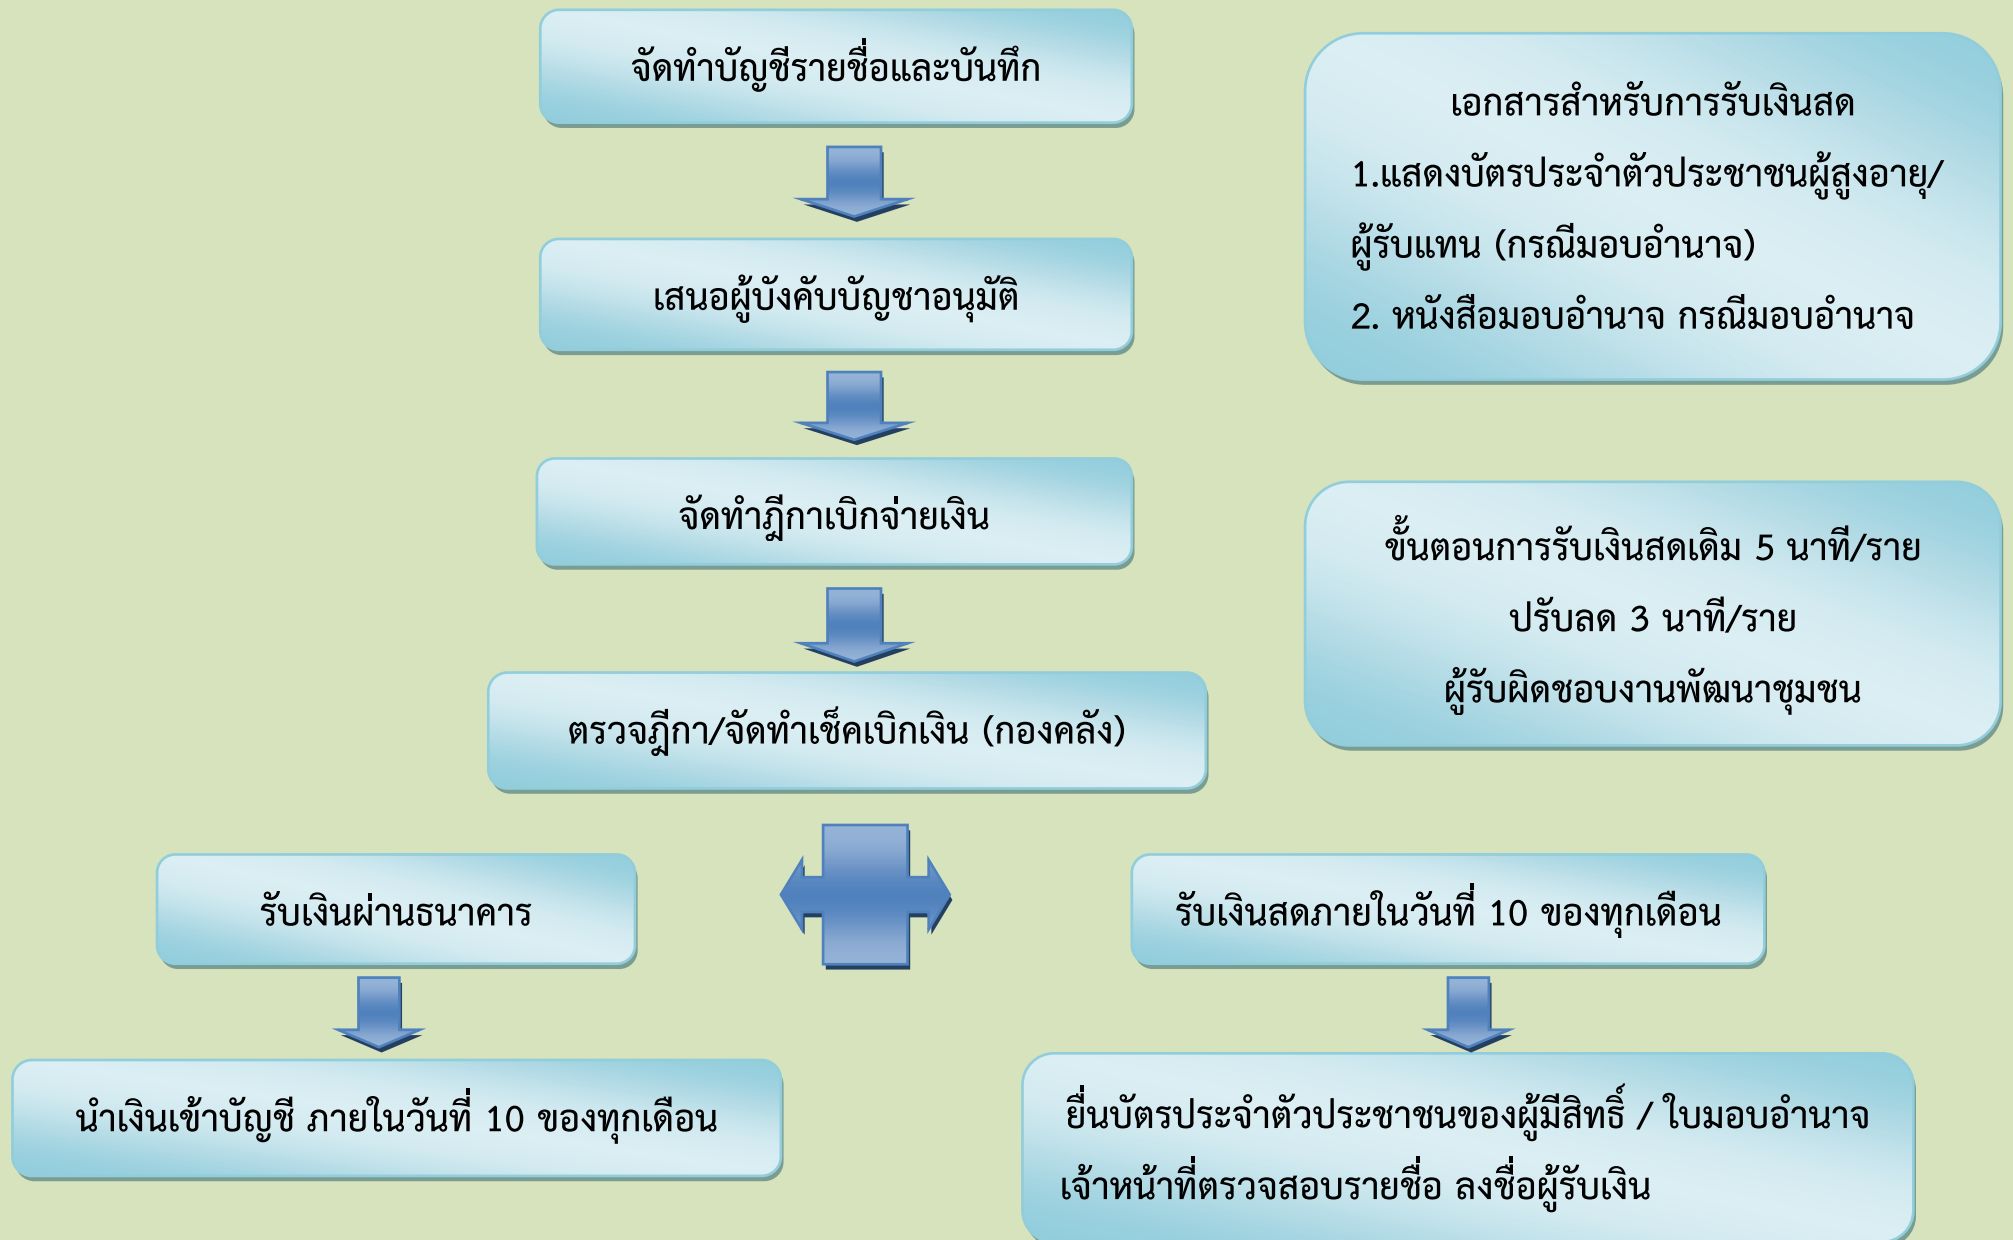 จัดทำบัญชีรายชื่อและบันทึก
เสนอผู้บังคับบัญชาอนุมัติ
จัดทำฎีกาเบิกจ่ายเงิน
ตรวจฎีกา/จัดทำเช็คเบิกเงิน (กองคลัง)
เอกสารสำหรับการรับเงินสด
1.แสดงบัตรประจำตัวประชาชนผู้สูงอายุ/
ผู้รับแทน (กรณีมอบอำนาจ)
2. หนังสือมอบอำนาจ กรณีมอบอำนาจ
ขั้นตอนการรับเงินสดเดิม 5 นาที/ราย
ปรับลด 3 นาที/ราย
ผู้รับผิดชอบงานพัฒนาชุมชน
รับเงินผ่านธนาคาร
นำเงินเข้าบัญชี ภายในวันที่ 10 ของทุกเดือน
รับเงินสดภายในวันที่ 10 ของทุกเดือน
ยื่นบัตรประจำตัวประชาชนของผู้มีสิทธิ์ / ใบมอบอำนาจ
เจ้าหน้าที่ตรวจสอบรายชื่อ ลงชื่อผู้รับเงิน